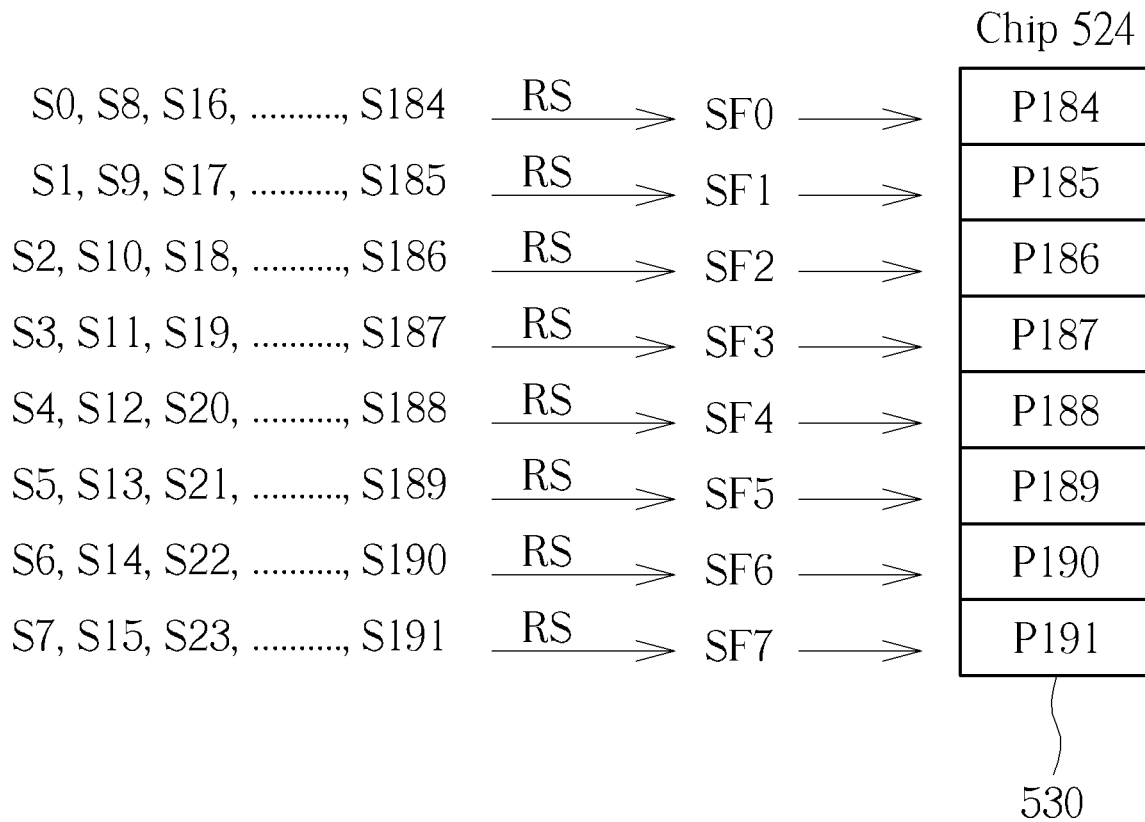 Chip 524
S0, S8, S16, .........., S184 RS SF0 P184
S1, S9, S17, .........., S185 RS SF1 P185
S2, S10, S18, .........., S186 RS SF2 P186
S3, S11, S19, .........., S187 RS SF3 P187
S4, S12, S20, .........., S188 RS SF4 P188
S5, S13, S21, .........., S189 RS SF5 P189
S6, S14, S22, .........., S190 RS SF6 P190
S7, S15, S23, .........., S191 RS SF7 P191
530